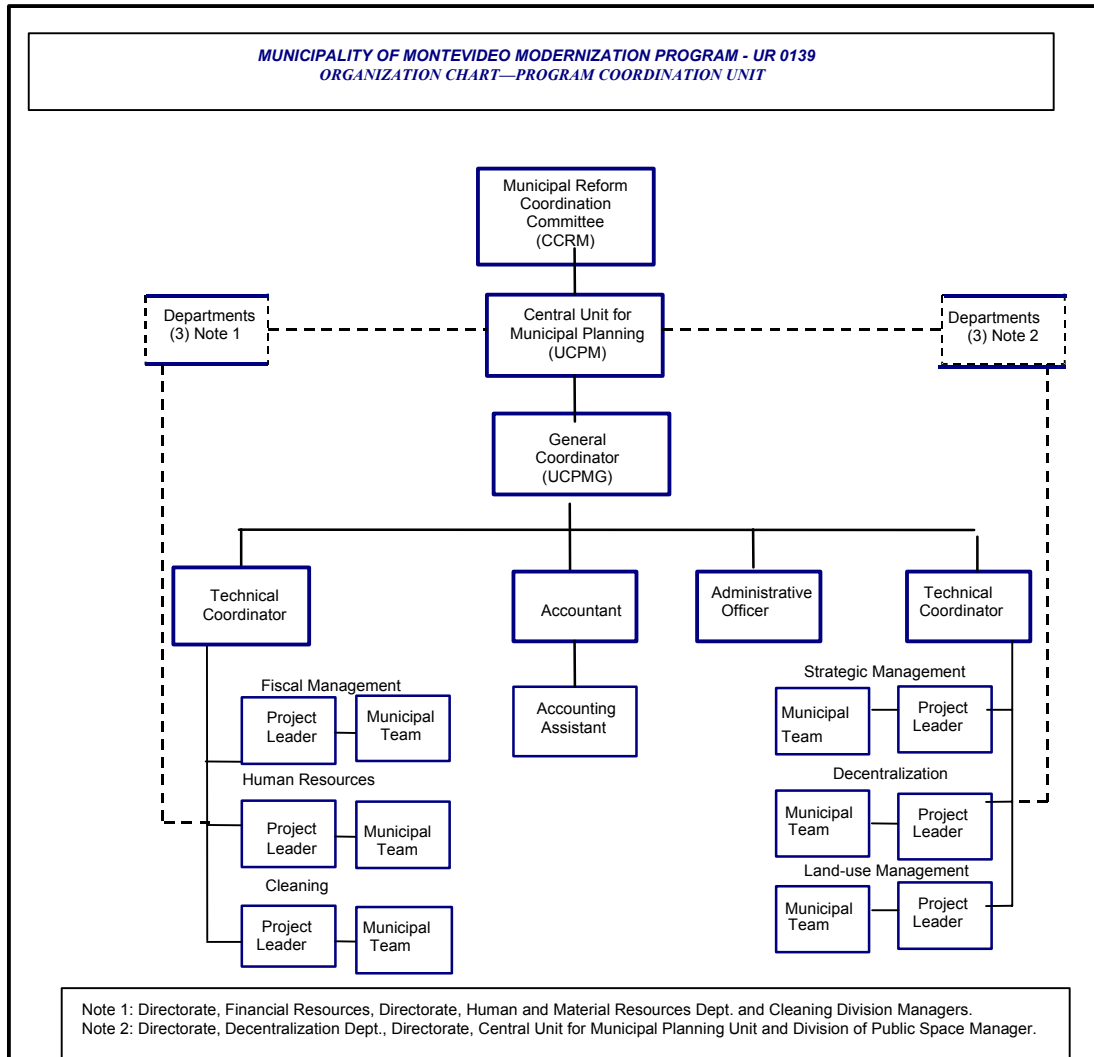 MUNICIPALITY OF MONTEVIDEO MODERNIZATION PROGRAM - UR 0139
ORGANIZATION CHART—PROGRAM COORDINATION UNIT
Municipal Reform
Coordination
Committee
(CCRM)
Departments
(3) Note 1
Central Unit for
Municipal Planning
(UCPM)
Departments
(3) Note 2
General
Coordinator
(UCPMG)
Technical
Coordinator
Accountant
Administrative
Officer
Technical
Coordinator
Accounting
Assistant
Fiscal Management
Project
Leader
Municipal
Team
Human Resources
Project
Leader
Municipal
Team
Cleaning
Project
Leader
Municipal
Team
Strategic Management
Municipal
Team
Project
Leader
Decentralization
Municipal
Team
Project
Leader
Land-use Management
Municipal
Team
Project
Leader
Note 1: Directorate, Financial Resources, Directorate, Human and Material Resources Dept. and Cleaning Division Managers.
Note 2: Directorate, Decentralization Dept., Directorate, Central Unit for Municipal Planning Unit and Division of Public Space Manager.